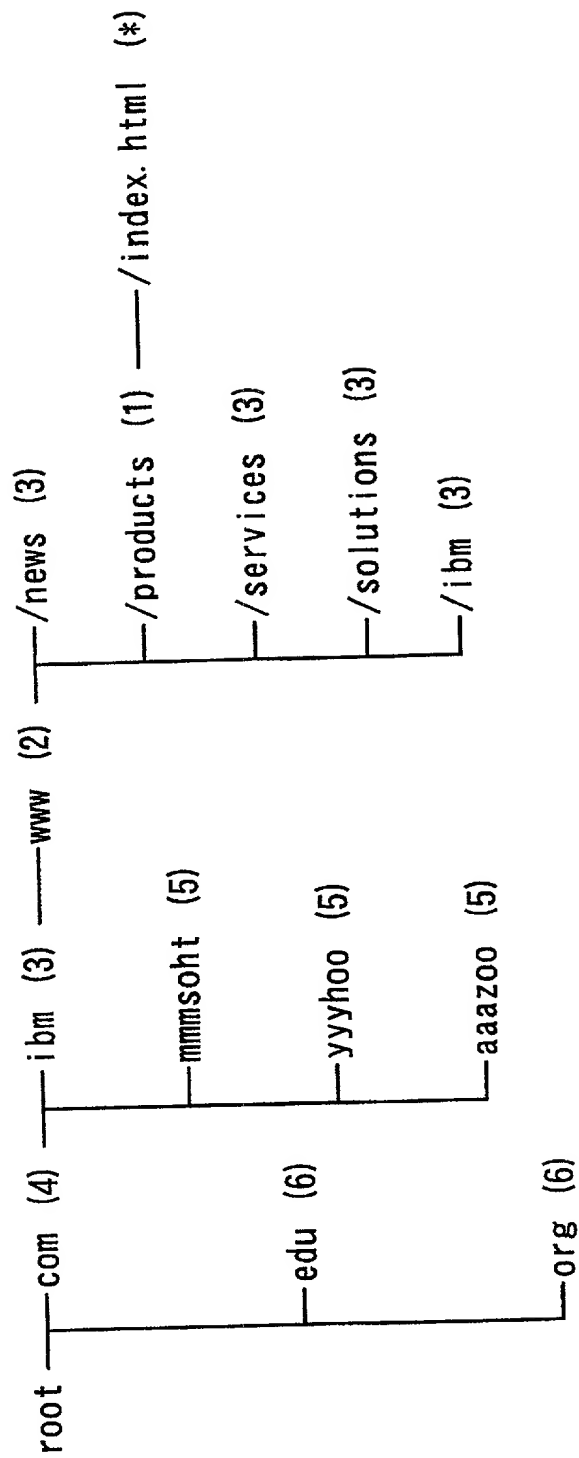 root
com (4)
edu (6)
org (6)
ibm (3)
mmmsoht (5)
yyyhoo (5)
aaazoo (5)
www (2)
/news (3)
/products (1)
/services (3)
/solutions (3)
/ibm (3)
/index.html (*)